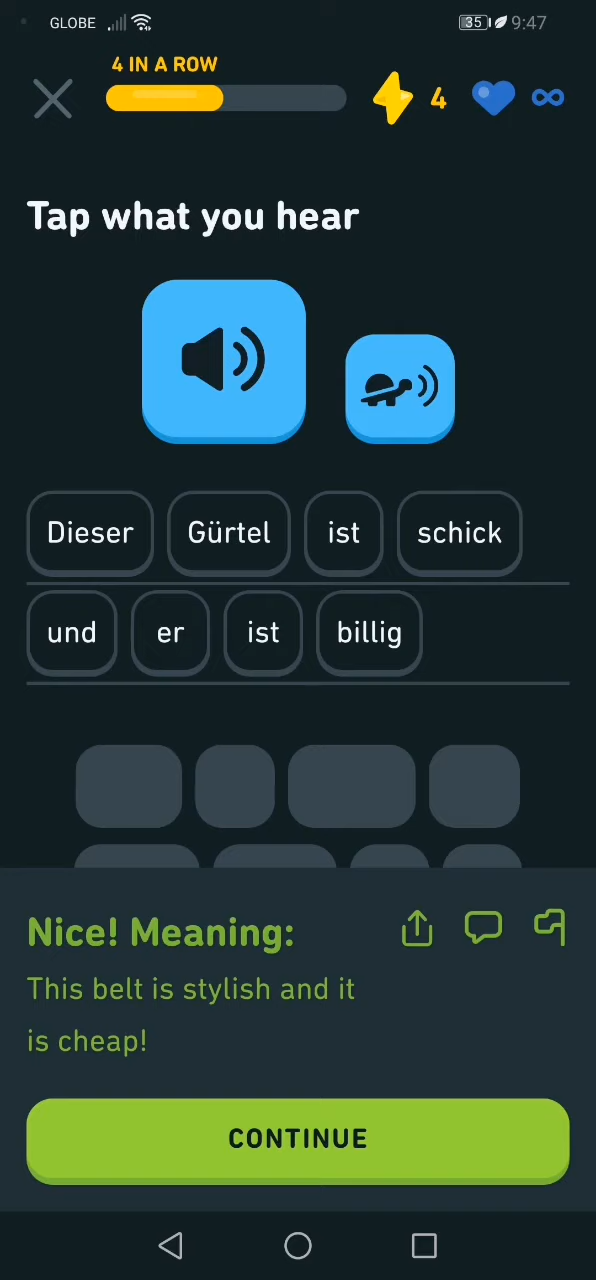 GLOBE 35 9:47
4 IN A ROW
4
Tap what you hear
Dieser Gürtel ist schick
und er ist billig
Nice! Meaning:
This belt is stylish and it
is cheap!
CONTINUE